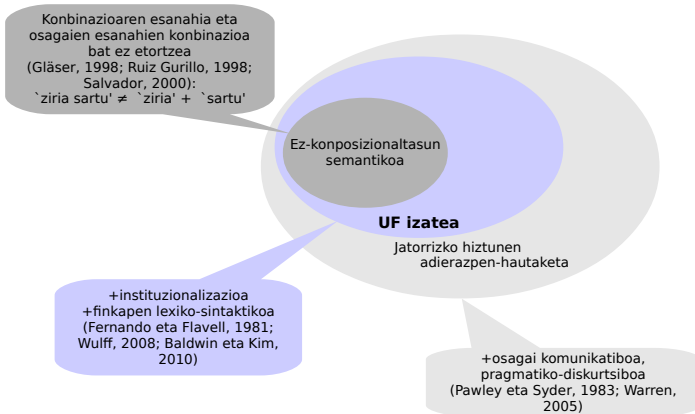 Konbinazioaren esanahia eta
osagaien esanahien konbinazioa
bat ez etortzea
(Gläser, 1998; Ruiz Gurillo, 1998;
Salvador, 2000):
`ziria sartu' ≠ `ziria' + `sartu'
Ez-konposizionaltasun
semantikoa
UF izatea
Jatorrizko hiztunen
adierazpen-hautaketa
+instituzionalizazioa
+finkapen lexiko-sintaktikoa
(Fernando eta Flavell, 1981;
Wulff, 2008; Baldwin eta Kim,
2010)
+osagai komunikatiboa,
pragmatiko-diskurtsiboa
(Pawley eta Syder, 1983; Warren,
2005)